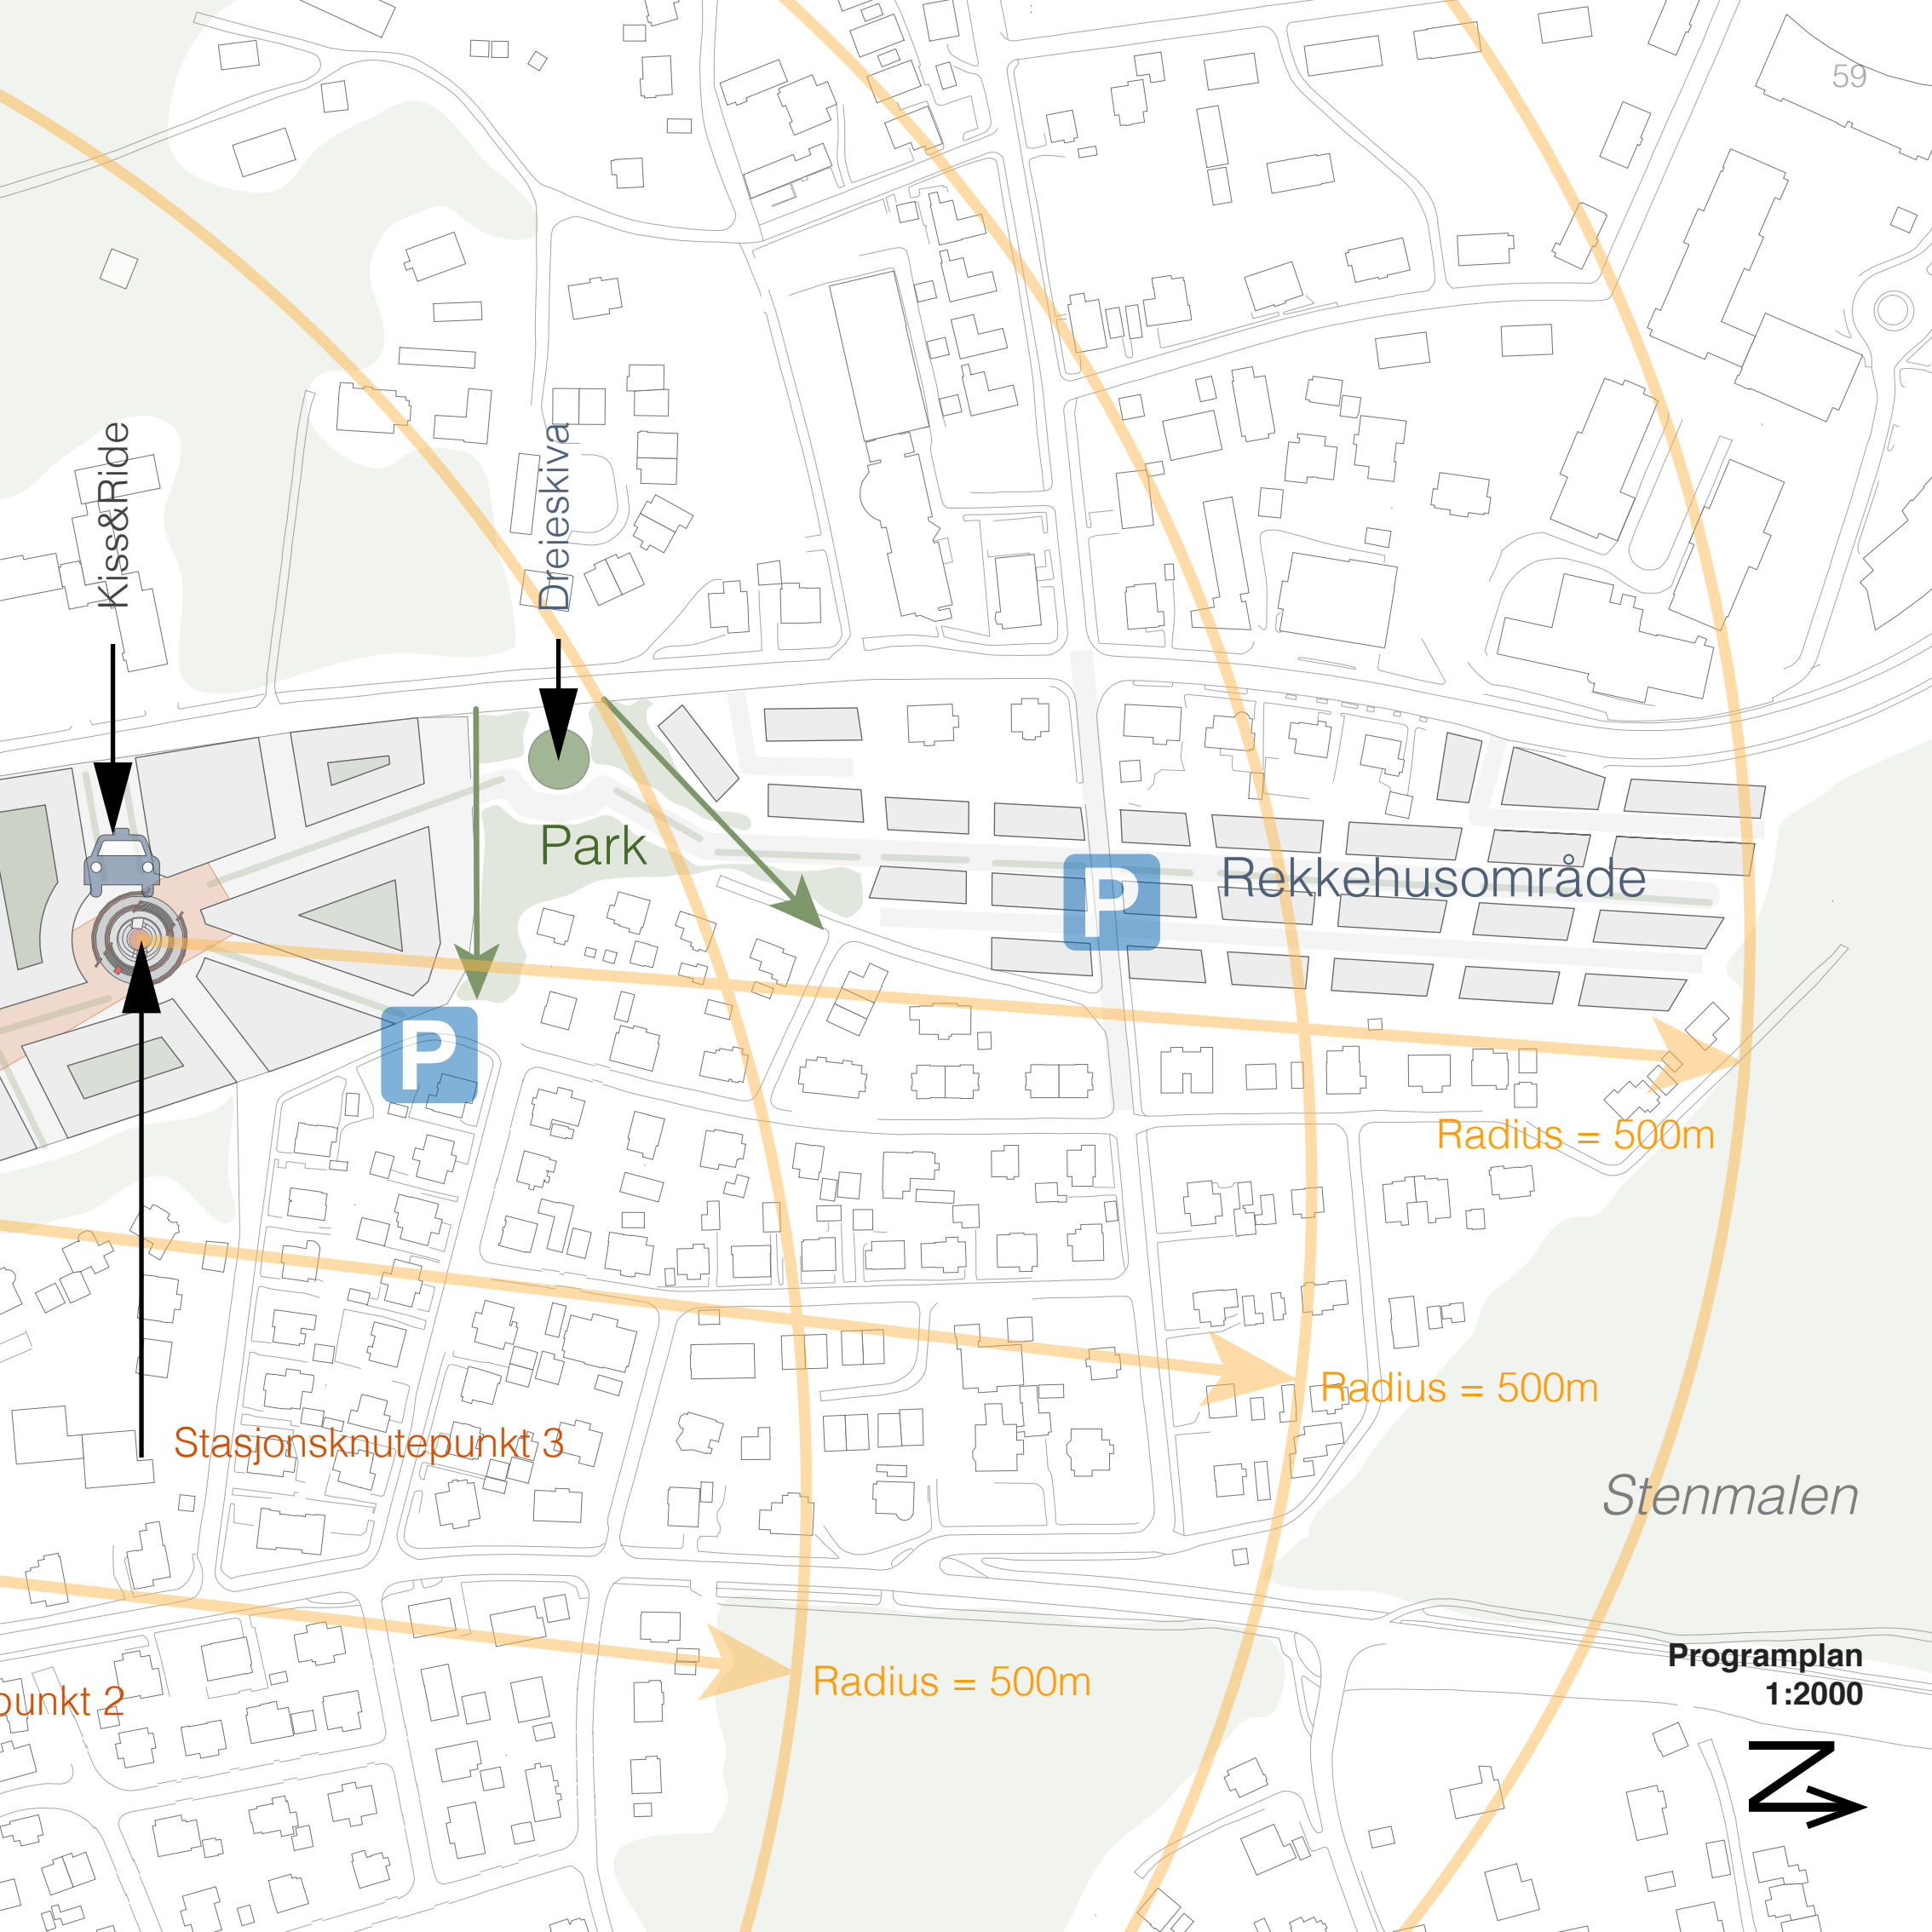 59
Kiss&Ride
Dreieskiva
Park
P
Rekkehusområde
P
Radius = 500m
Radius = 500m
Stasjonsknutepunkt 3
Stenmalen
Programplan
1:2000
Radius = 500m
punkt 2
N